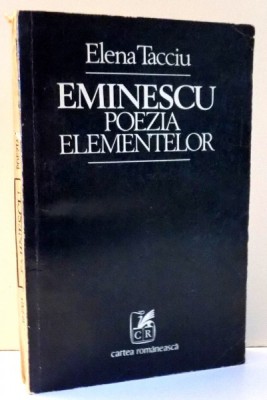 Elena Tacciu
EMINESCU
POEZIA
ELEMENTELOR
CR
cartea românească